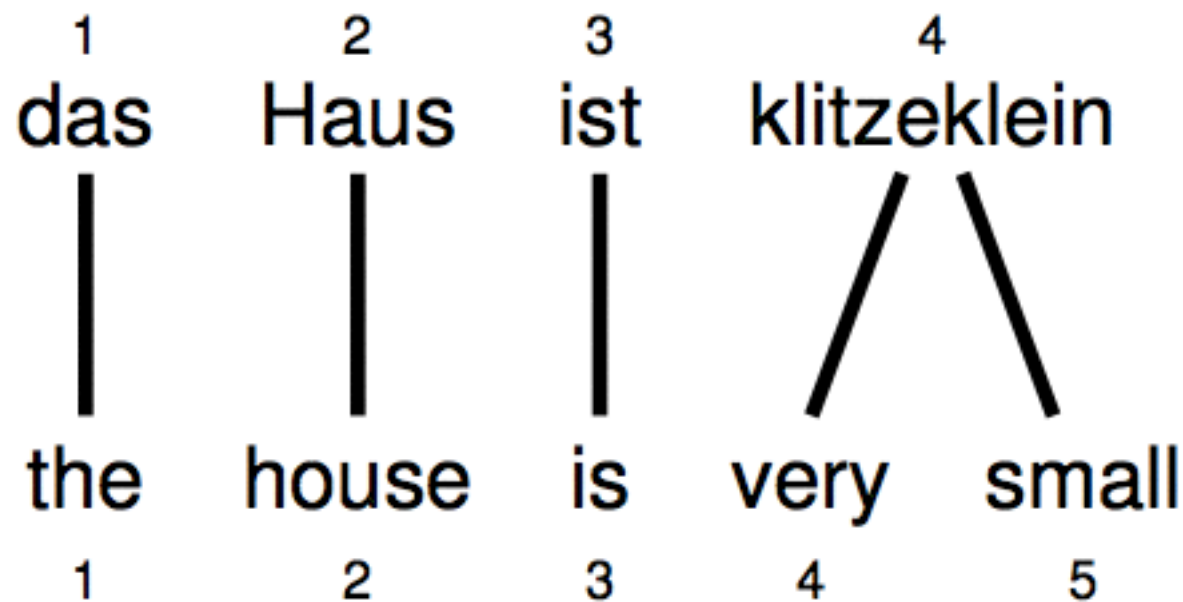 1 2 3 4
das Haus ist klitzeklein
the house is very small
1 2 3 4 5